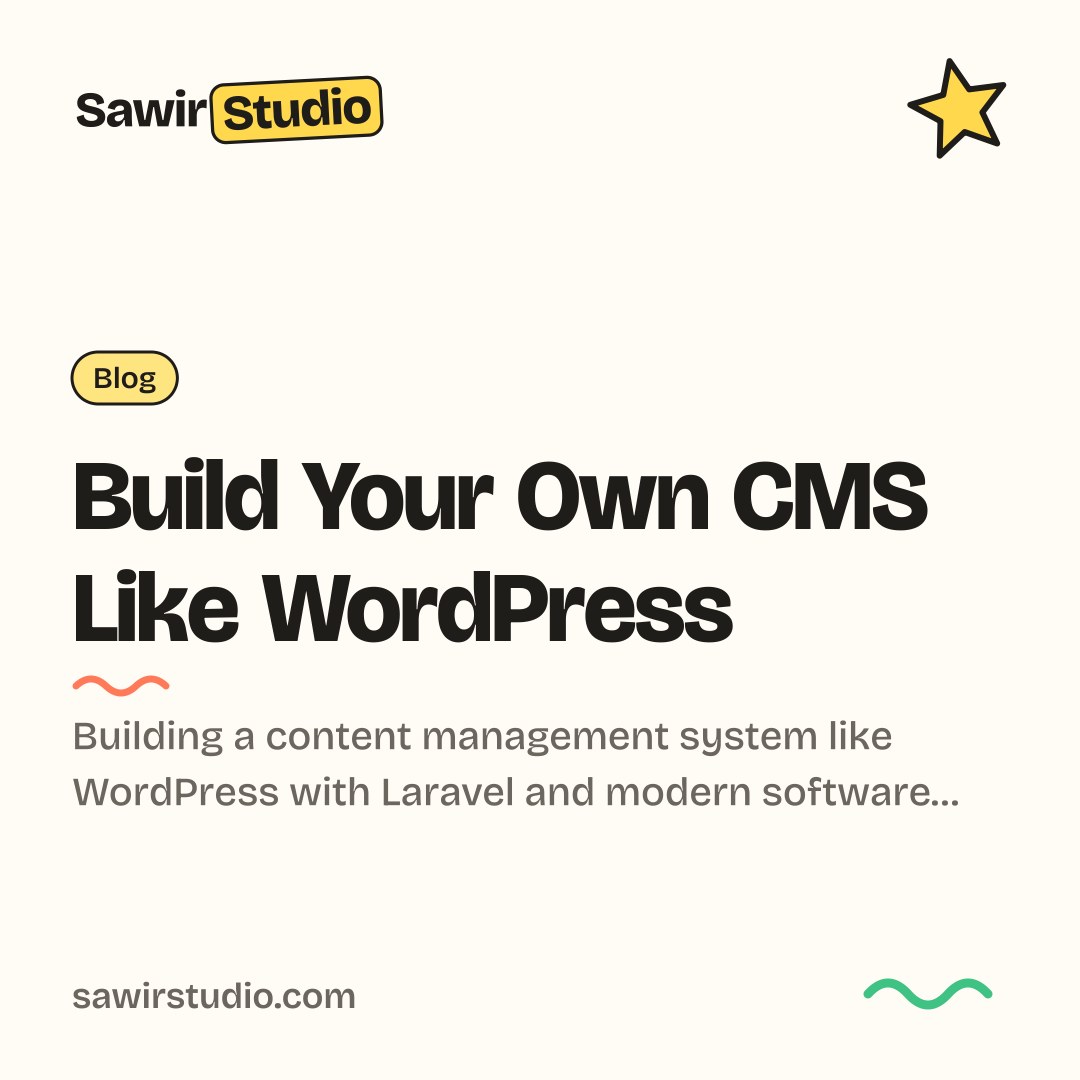 Sawir Studio
Blog
Build Your Own CMS
Like WordPress
Building a content management system like
WordPress with Laravel and modern software...
sawirstudio.com